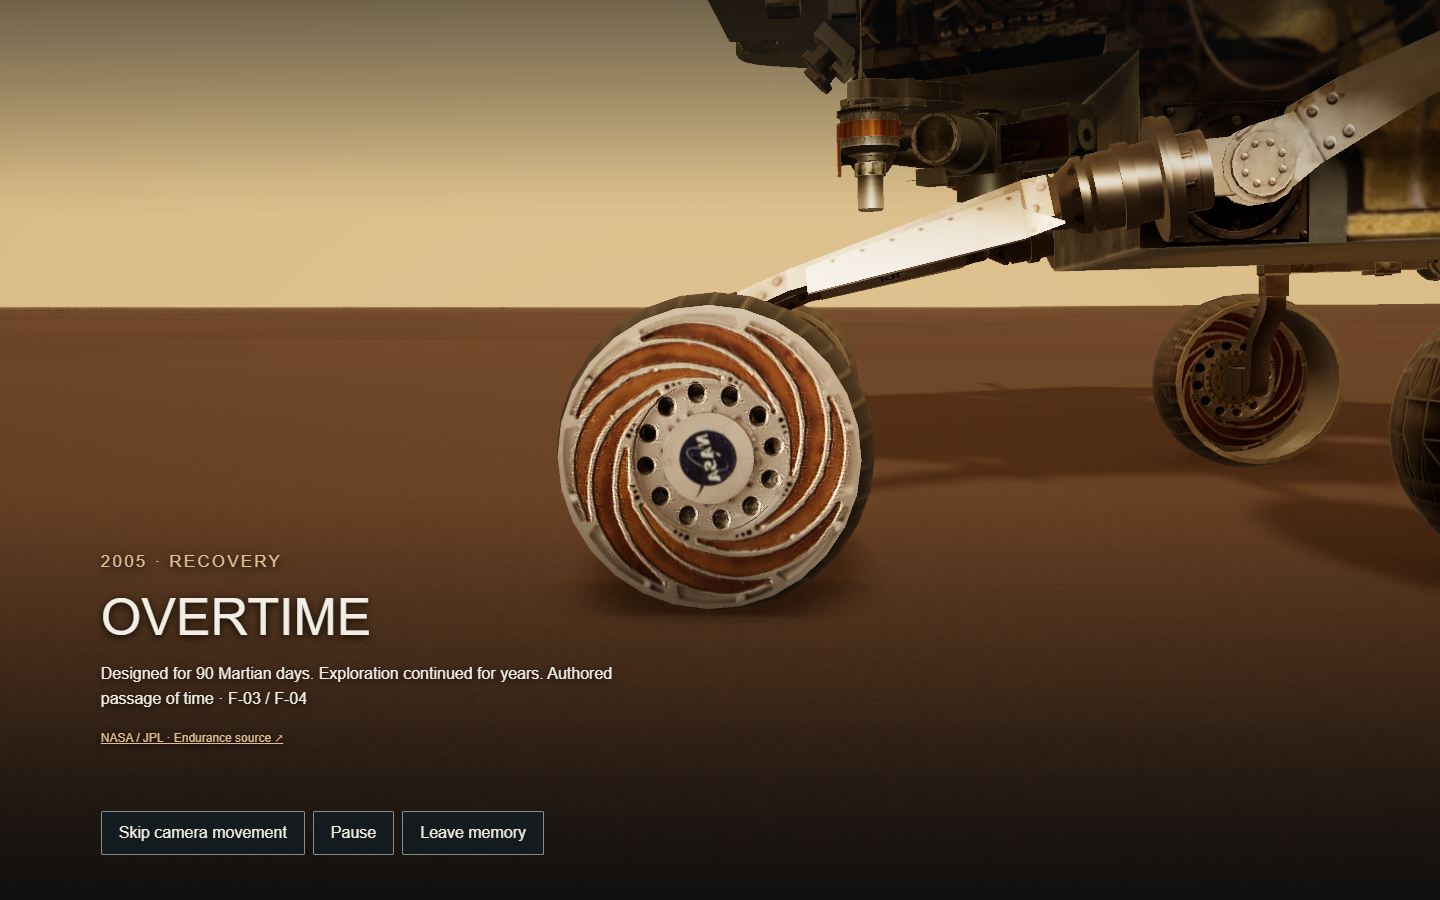 NASA
2005 · RECOVERY
OVERTIME
Designed for 90 Martian days. Exploration continued for years. Authored
passage of time · F-03 / F-04
NASA / JPL · Endurance source ↗
Skip camera movement
Pause
Leave memory